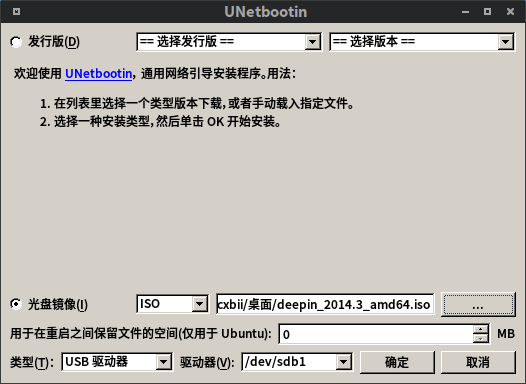 UNetbootin
发行版(D) == 选择发行版 == == 选择版本 ==
欢迎使用 UNetbootin, 通用网络引导安装程序。用法：
1. 在列表里选择一个类型版本下载, 或者手动载入指定文件。
2. 选择一种安装类型, 然后单击 OK 开始安装。
光盘镜像(I) ISO cxbii/桌面/deepin_2014.3_amd64.iso ...
用于在重启之间保留文件的空间(仅用于 Ubuntu): 0 MB
类型(T): USB 驱动器 驱动器(V): /dev/sdb1 确定 取消